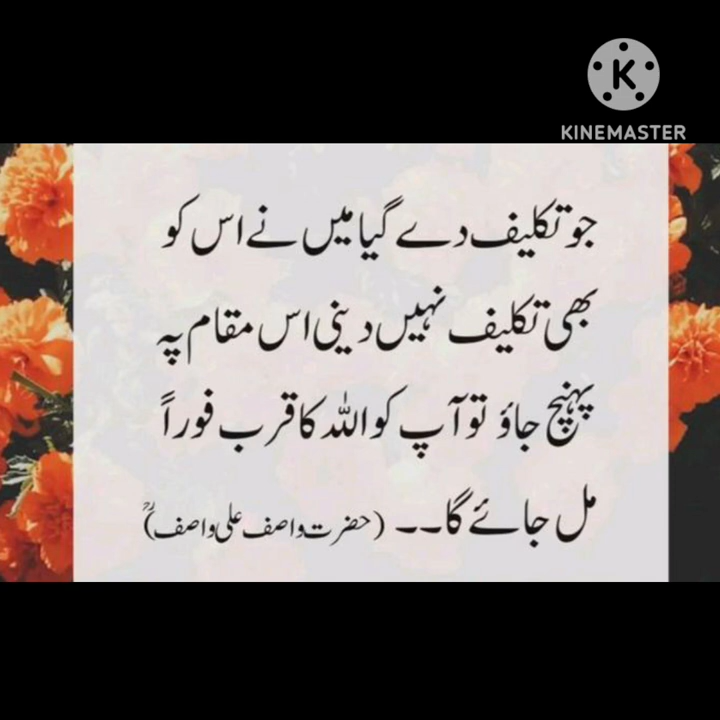 KINEMASTER
جو تکلیف دے گیا میں نے اس کو
بھی تکلیف نہیں دینی اس مقام پہ
پہنچ جاؤ تو آپ کو اللہ کا قرب فوراً
مل جائے گا۔۔ (حضرت واصف علی واصفؒ)